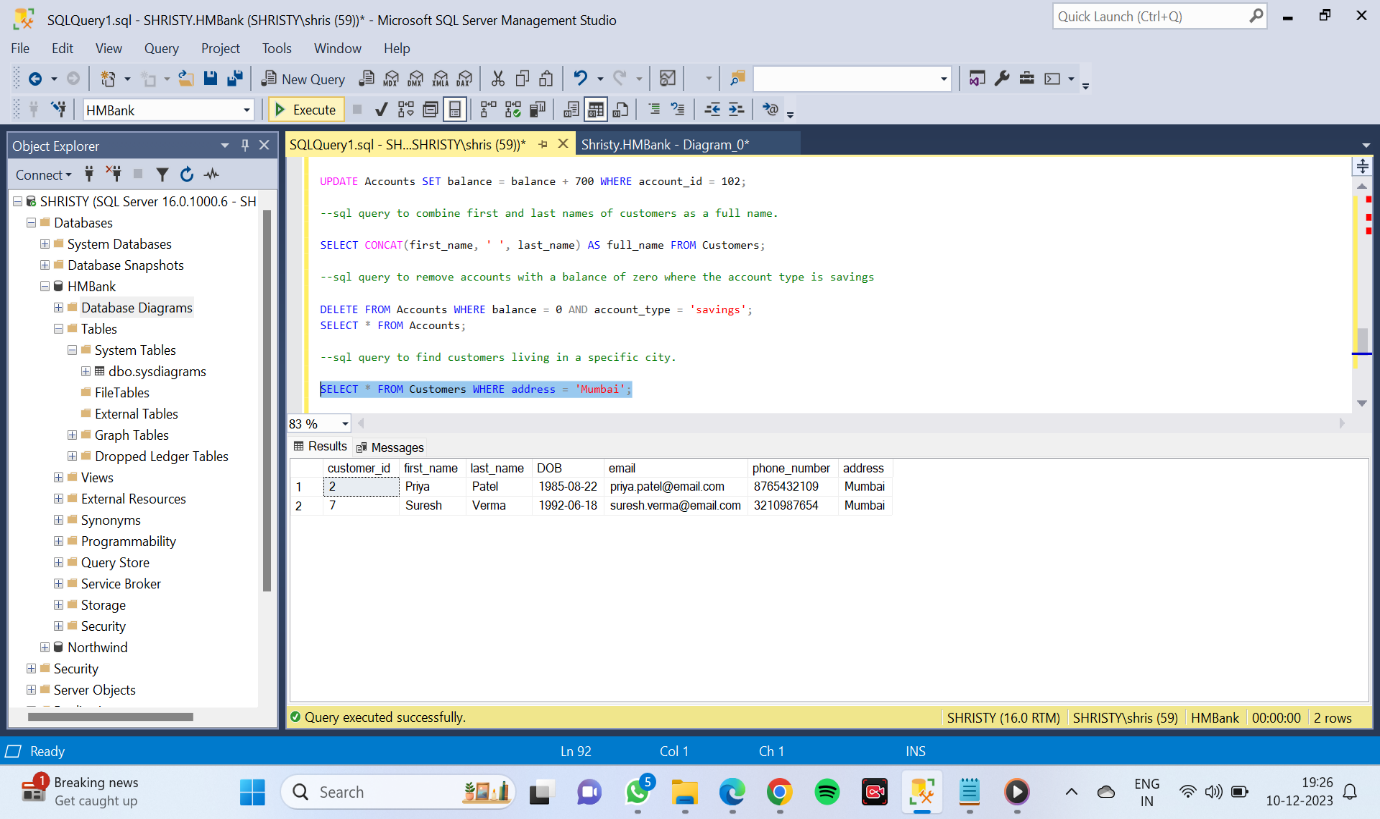 SQLQuery1.sql - SHRISTY.HMBank (SHRISTY\shris (59))* - Microsoft SQL Server Management Studio
Quick Launch (Ctrl+Q)
File Edit View Query Project Tools Window Help
New Query MDX DMX XMLA DAX
HMBank Execute
Object Explorer
Connect
SHRISTY (SQL Server 16.0.1000.6 - SH
Databases
System Databases
Database Snapshots
HMBank
Database Diagrams
Tables
System Tables
dbo.sysdiagrams
FileTables
External Tables
Graph Tables
Dropped Ledger Tables
Views
External Resources
Synonyms
Programmability
Query Store
Service Broker
Storage
Security
Northwind
Security
Server Objects
SQLQuery1.sql - SH...SHRISTY\shris (59))* Shristy.HMBank - Diagram_0*
UPDATE Accounts SET balance = balance + 700 WHERE account_id = 102;
--sql query to combine first and last names of customers as a full name.
SELECT CONCAT(first_name, ' ', last_name) AS full_name FROM Customers;
--sql query to remove accounts with a balance of zero where the account type is savings
DELETE FROM Accounts WHERE balance = 0 AND account_type = 'savings';
SELECT * FROM Accounts;
--sql query to find customers living in a specific city.
SELECT * FROM Customers WHERE address = 'Mumbai';
83 %
Results Messages
customer_id first_name last_name DOB email phone_number address
1 2 Priya Patel 1985-08-22 priya.patel@email.com 8765432109 Mumbai
2 7 Suresh Verma 1992-06-18 suresh.verma@email.com 3210987654 Mumbai
Query executed successfully. SHRISTY (16.0 RTM) SHRISTY\shris (59) HMBank 00:00:00 2 rows
Ready Ln 92 Col 1 Ch 1 INS
1 Breaking news
Get caught up
Search
5
ENG
IN
19:26
10-12-2023